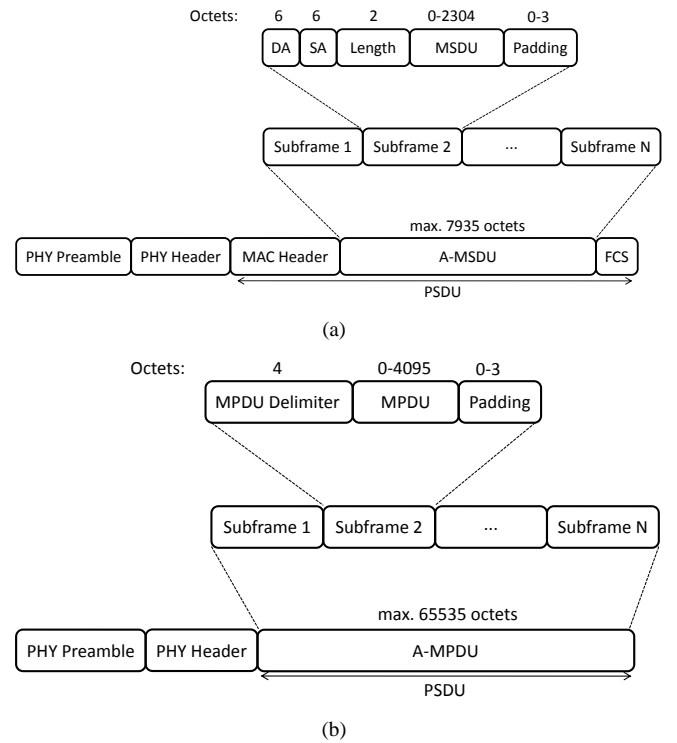 Octets: 6 6 2 0-2304 0-3
DA SA Length MSDU Padding
Subframe 1 Subframe 2 ... Subframe N
max. 7935 octets
PHY Preamble PHY Header MAC Header A-MSDU FCS
PSDU
(a)
Octets: 4 0-4095 0-3
MPDU Delimiter MPDU Padding
Subframe 1 Subframe 2 ... Subframe N
max. 65535 octets
PHY Preamble PHY Header A-MPDU
PSDU
(b)